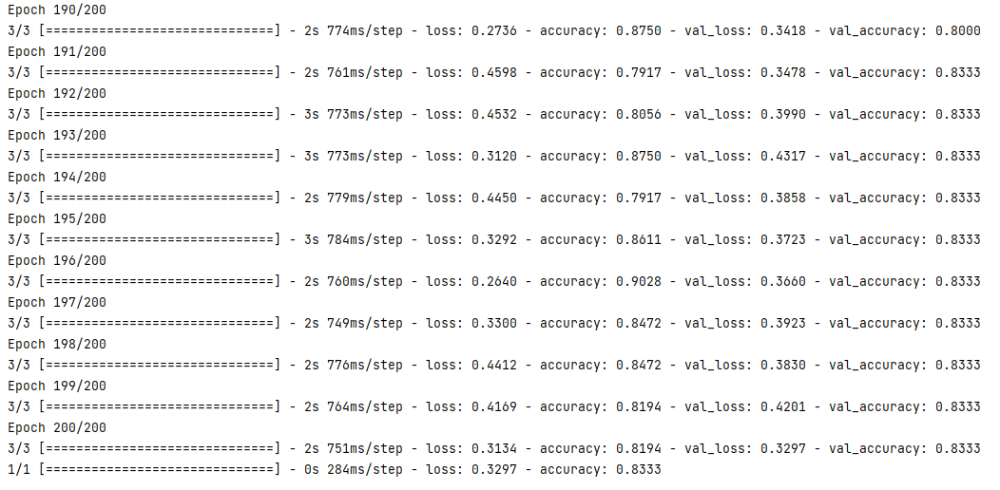 Epoch 190/200
3/3 [==============================] - 2s 774ms/step - loss: 0.2736 - accuracy: 0.8750 - val_loss: 0.3418 - val_accuracy: 0.8000
Epoch 191/200
3/3 [==============================] - 2s 761ms/step - loss: 0.4598 - accuracy: 0.7917 - val_loss: 0.3478 - val_accuracy: 0.8333
Epoch 192/200
3/3 [==============================] - 3s 773ms/step - loss: 0.4532 - accuracy: 0.8056 - val_loss: 0.3990 - val_accuracy: 0.8333
Epoch 193/200
3/3 [==============================] - 3s 773ms/step - loss: 0.3120 - accuracy: 0.8750 - val_loss: 0.4317 - val_accuracy: 0.8333
Epoch 194/200
3/3 [==============================] - 2s 779ms/step - loss: 0.4450 - accuracy: 0.7917 - val_loss: 0.3858 - val_accuracy: 0.8333
Epoch 195/200
3/3 [==============================] - 3s 784ms/step - loss: 0.3292 - accuracy: 0.8611 - val_loss: 0.3723 - val_accuracy: 0.8333
Epoch 196/200
3/3 [==============================] - 2s 760ms/step - loss: 0.2640 - accuracy: 0.9028 - val_loss: 0.3660 - val_accuracy: 0.8333
Epoch 197/200
3/3 [==============================] - 2s 749ms/step - loss: 0.3300 - accuracy: 0.8472 - val_loss: 0.3923 - val_accuracy: 0.8333
Epoch 198/200
3/3 [==============================] - 2s 776ms/step - loss: 0.4412 - accuracy: 0.8472 - val_loss: 0.3830 - val_accuracy: 0.8333
Epoch 199/200
3/3 [==============================] - 2s 764ms/step - loss: 0.4169 - accuracy: 0.8194 - val_loss: 0.4201 - val_accuracy: 0.8333
Epoch 200/200
3/3 [==============================] - 2s 751ms/step - loss: 0.3134 - accuracy: 0.8194 - val_loss: 0.3297 - val_accuracy: 0.8333
1/1 [==============================] - 0s 284ms/step - loss: 0.3297 - accuracy: 0.8333